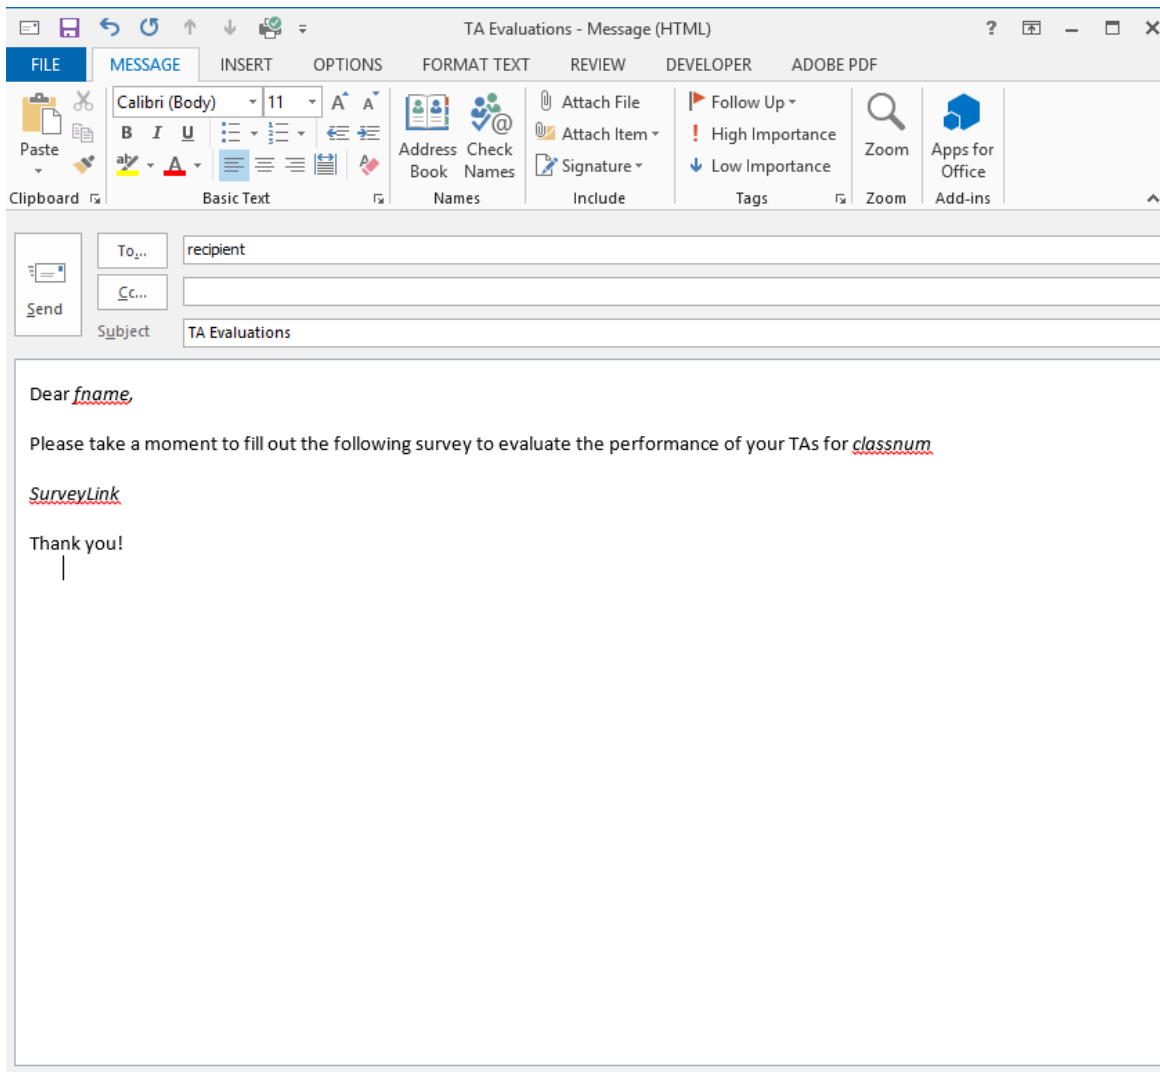 TA Evaluations - Message (HTML)
?
FILE MESSAGE INSERT OPTIONS FORMAT TEXT REVIEW DEVELOPER ADOBE PDF
Calibri (Body) 11 A A
Attach File
Follow Up
B I U
Attach Item
! High Importance
Paste
Address Book
Check Names
Zoom
Apps for Office
aby A
Signature
Low Importance
Clipboard Basic Text Names Include Tags Zoom Add-ins
To... recipient
Cc...
Send
Subject TA Evaluations
Dear fname,
Please take a moment to fill out the following survey to evaluate the performance of your TAs for classnum
SurveyLink
Thank you!